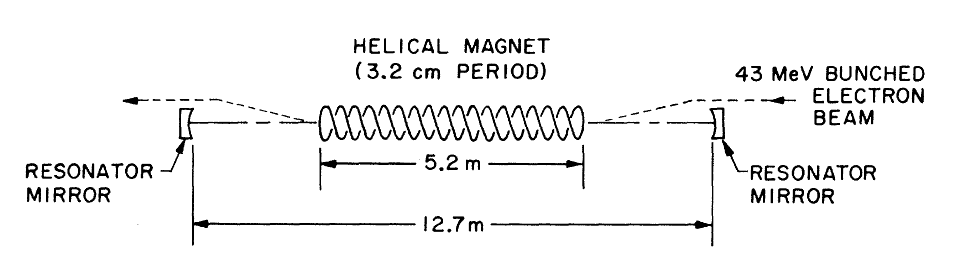 HELICAL MAGNET
(3.2 cm PERIOD)
43 MeV BUNCHED
ELECTRON
BEAM
RESONATOR
MIRROR
5.2 m
RESONATOR
MIRROR
12.7m